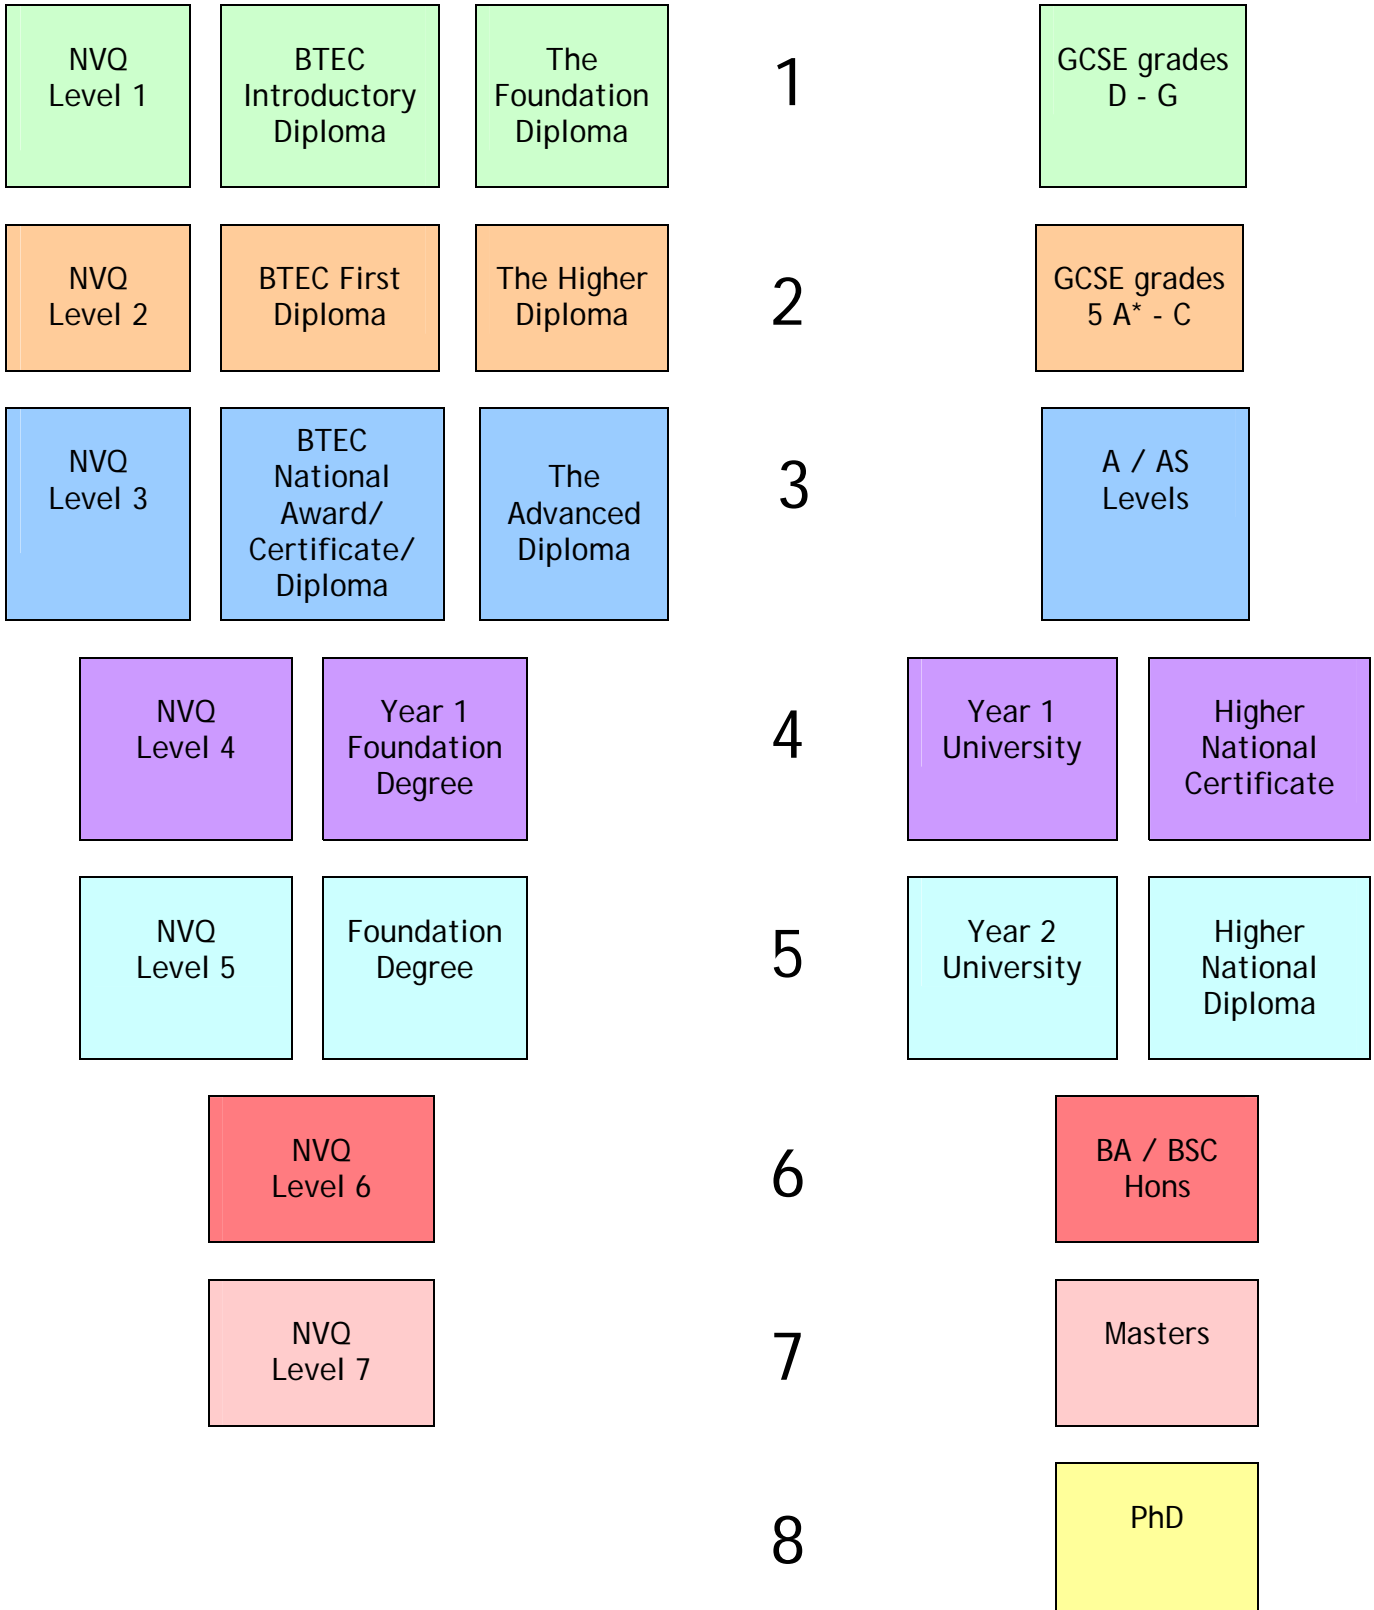 NVQ
Level 1
BTEC
Introductory
Diploma
The
Foundation
Diploma
1
GCSE grades
D - G
NVQ
Level 2
BTEC First
Diploma
The Higher
Diploma
2
GCSE grades
5 A* - C
NVQ
Level 3
BTEC
National
Award/
Certificate/
Diploma
The
Advanced
Diploma
3
A / AS
Levels
NVQ
Level 4
Year 1
Foundation
Degree
4
Year 1
University
Higher
National
Certificate
NVQ
Level 5
Foundation
Degree
5
Year 2
University
Higher
National
Diploma
NVQ
Level 6
6
BA / BSC
Hons
NVQ
Level 7
7
Masters
8
PhD